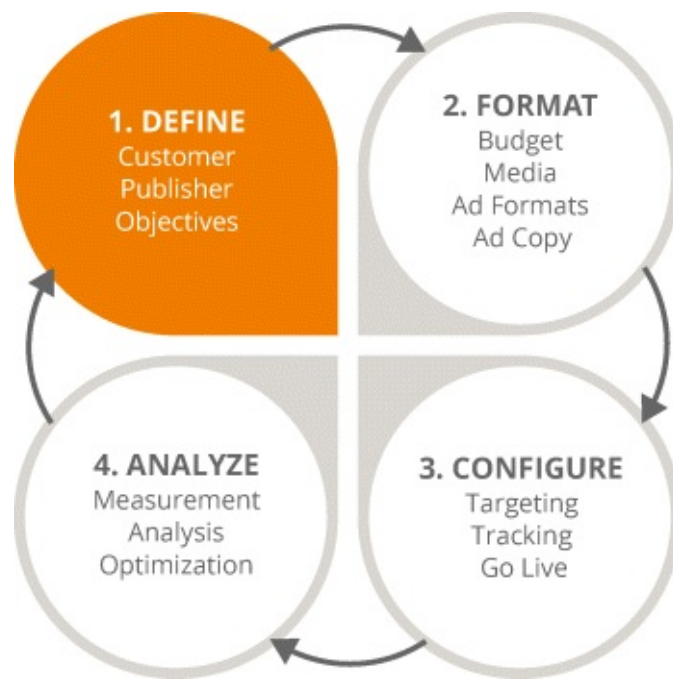 1. DEFINE
Customer
Publisher
Objectives
2. FORMAT
Budget
Media
Ad Formats
Ad Copy
3. CONFIGURE
Targeting
Tracking
Go Live
4. ANALYZE
Measurement
Analysis
Optimization